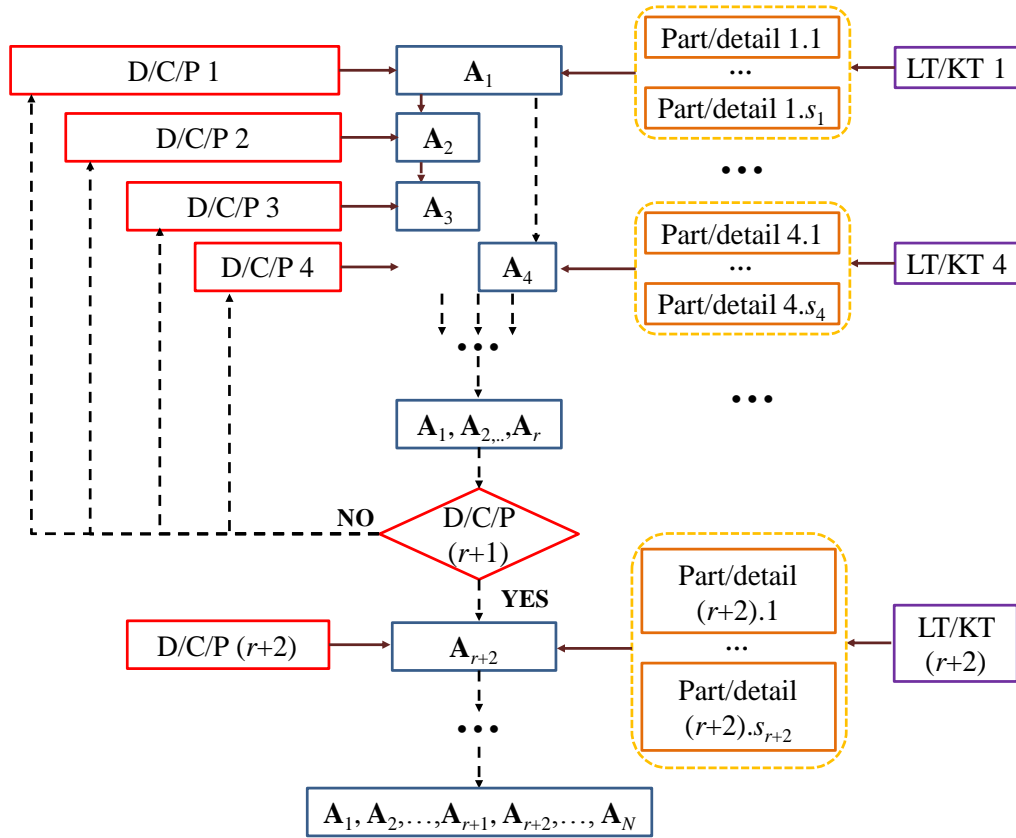 D/C/P 1
A₁
Part/detail 1.1
...
Part/detail 1.s₁
LT/KT 1
D/C/P 2
A₂
...
D/C/P 3
A₃
D/C/P 4
A₄
Part/detail 4.1
...
Part/detail 4.s₄
LT/KT 4
...
...
A₁, A₂,..,Aᵣ
NO
D/C/P
(r+1)
YES
D/C/P (r+2)
Aᵣ₊₂
Part/detail
(r+2).1
...
Part/detail
(r+2).sᵣ₊₂
LT/KT
(r+2)
...
A₁, A₂,...,Aᵣ₊₁, Aᵣ₊₂,..., A_N